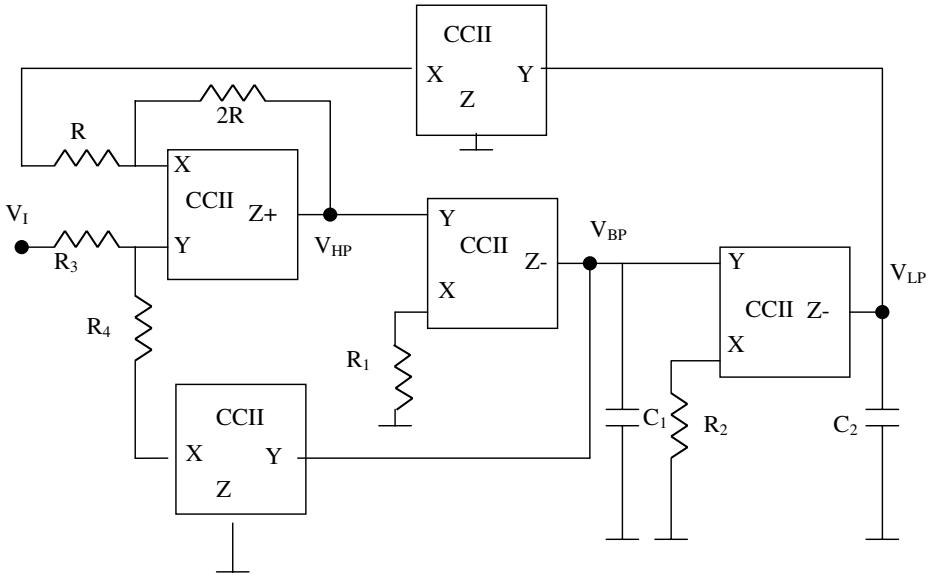 CCII
X Y
Z
2R
R
X
CCII
Z+
Y
V_I
R_3
V_HP
Y
CCII
Z-
X
V_BP
Y
CCII Z-
X
V_LP
R_4
R_1
C_1
R_2
C_2
CCII
X Y
Z